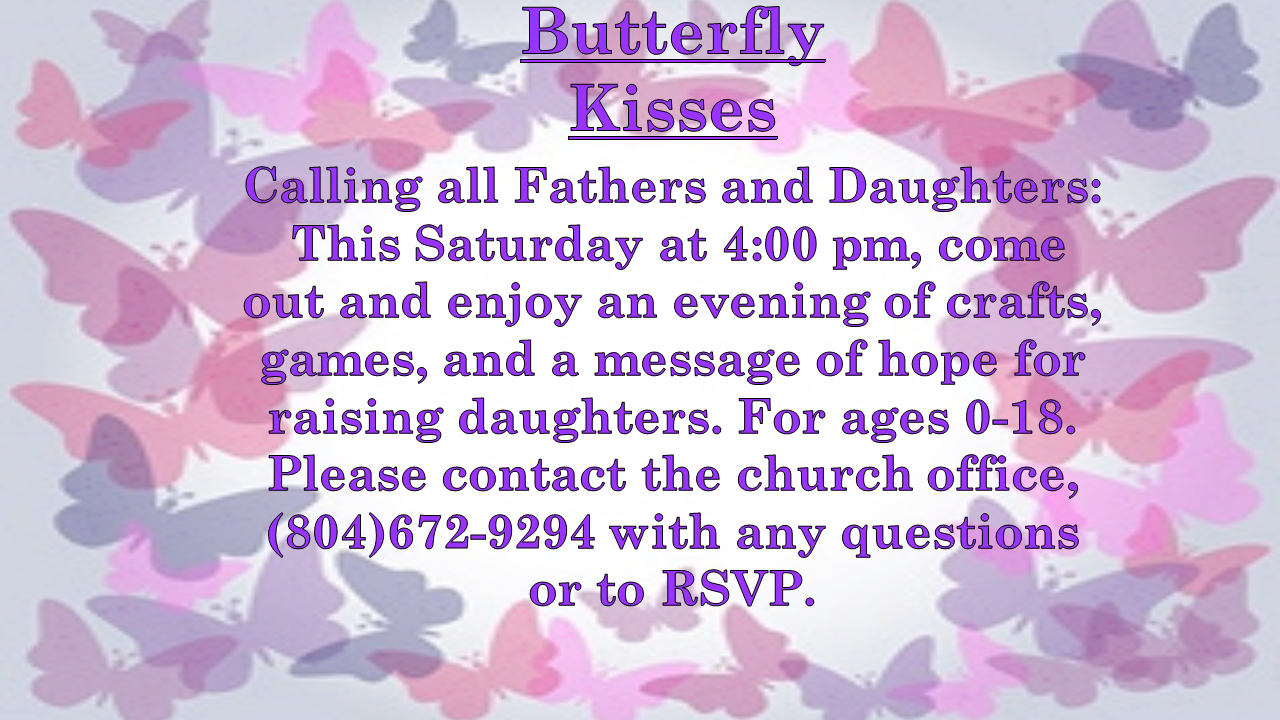 Butterfly
Kisses
Calling all Fathers and Daughters:
This Saturday at 4:00 pm, come
out and enjoy an evening of crafts,
games, and a message of hope for
raising daughters. For ages 0-18.
Please contact the church office,
(804)672-9294 with any questions
or to RSVP.